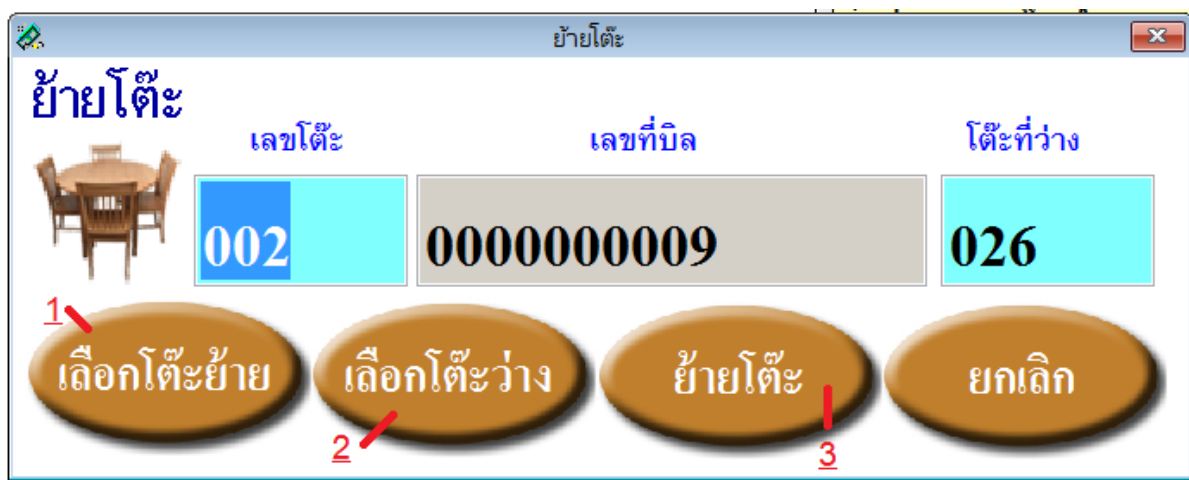 ย้ายโต๊ะ
ย้ายโต๊ะ
เลขโต๊ะ เลขที่บิล โต๊ะที่ว่าง
002 0000000009 026
1
เลือกโต๊ะย้าย เลือกโต๊ะว่าง ย้ายโต๊ะ ยกเลิก
2 3